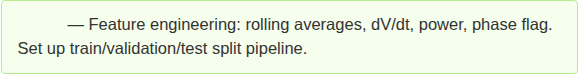 — Feature engineering: rolling averages, dV/dt, power, phase flag.
Set up train/validation/test split pipeline.